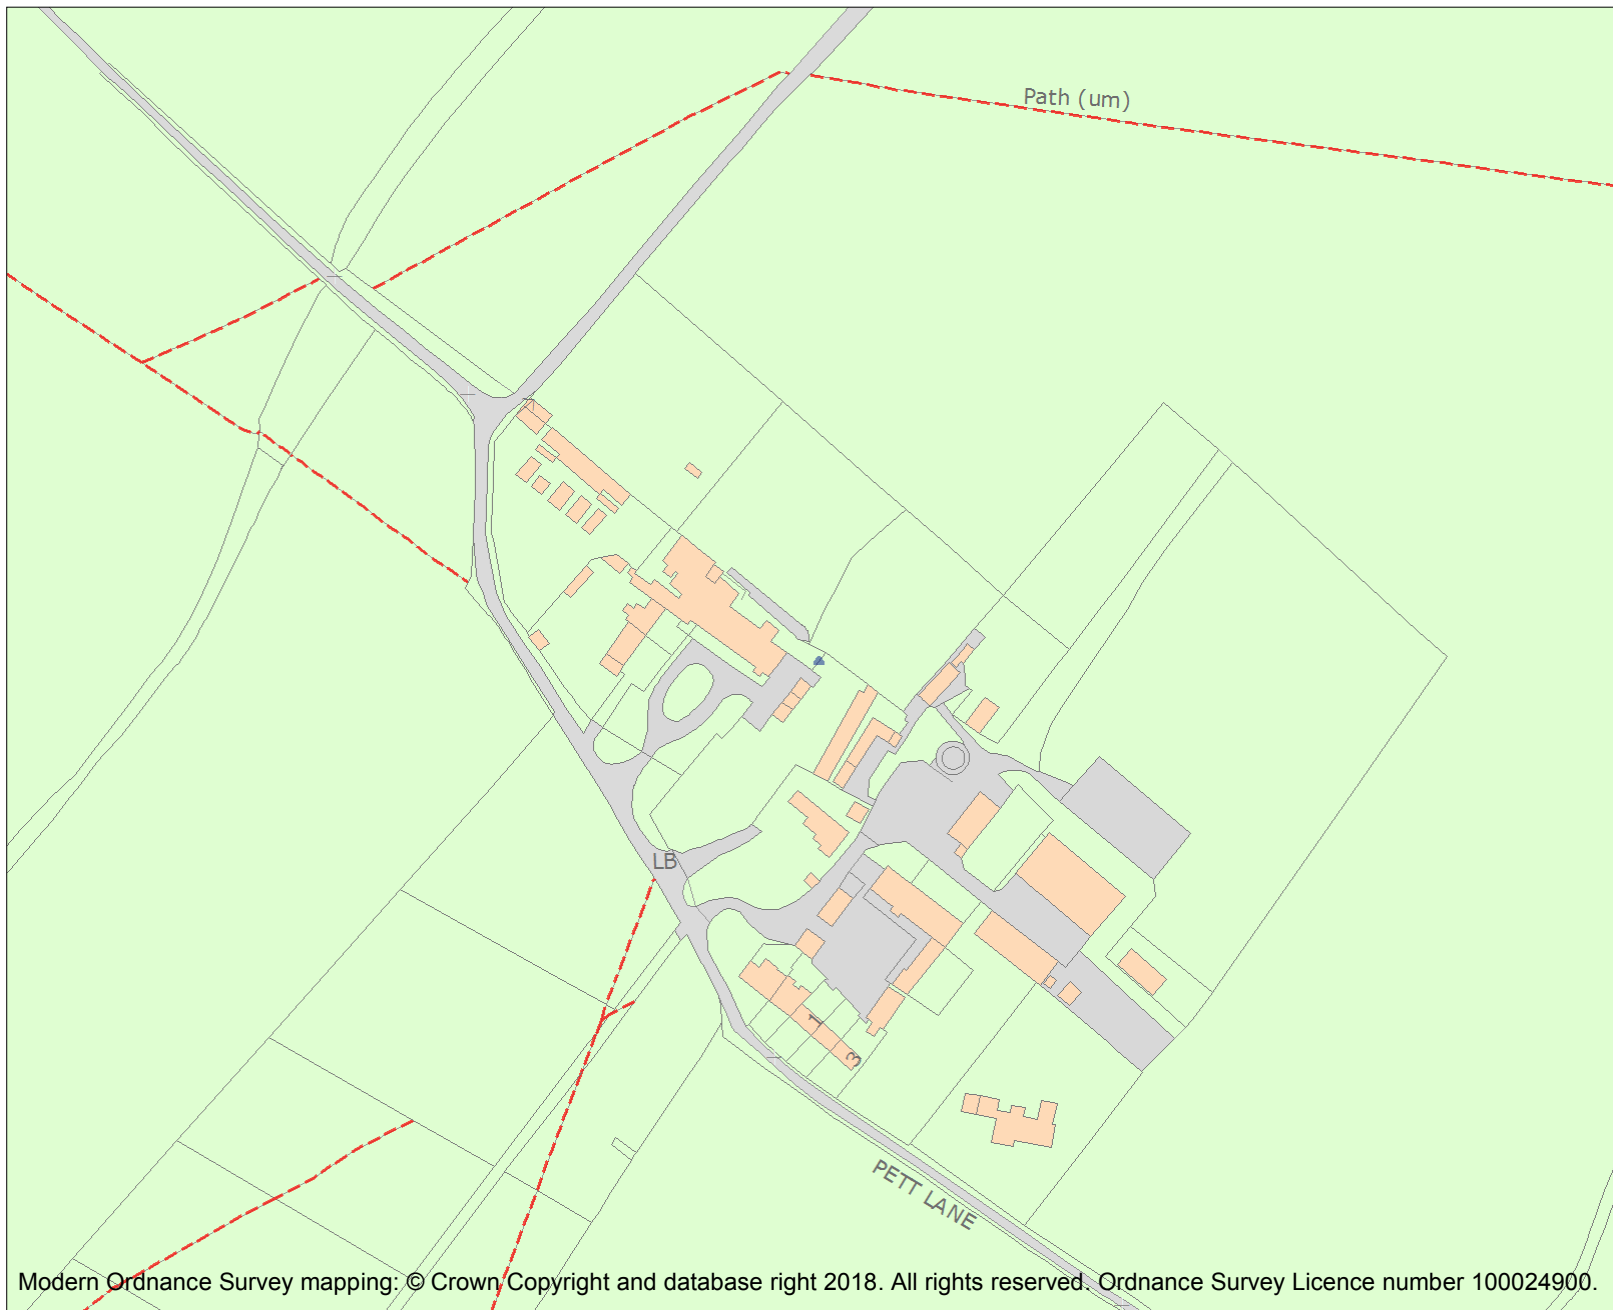 Path (um)
LB
1
3
PETT LANE
Modern Ordnance Survey mapping: © Crown Copyright and database right 2018. All rights reserved. Ordnance Survey Licence number 100024900.